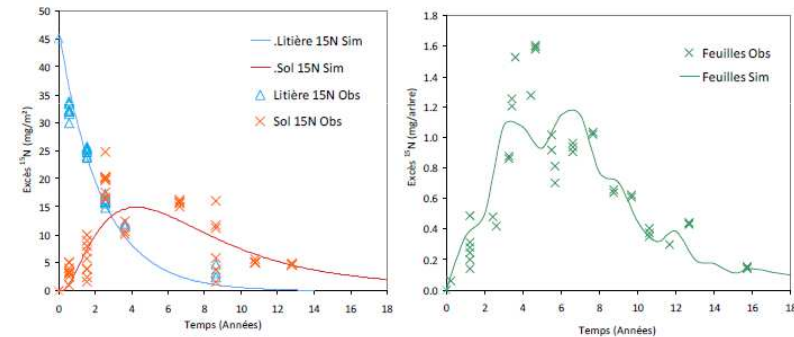 50
45
40
35
30
25
20
15
10
5
0
Excès ¹⁵N (mg/m²)
0 2 4 6 8 10 12 14 16 18
Temps (Années)
.Litière 15N Sim
.Sol 15N Sim
Litière 15N Obs
Sol 15N Obs
1.8
1.6
1.4
1.2
1.0
0.8
0.6
0.4
0.2
0.0
Excès ¹⁵N (mg/arbre)
0 2 4 6 8 10 12 14 16 18
Temps (Années)
Feuilles Obs
Feuilles Sim